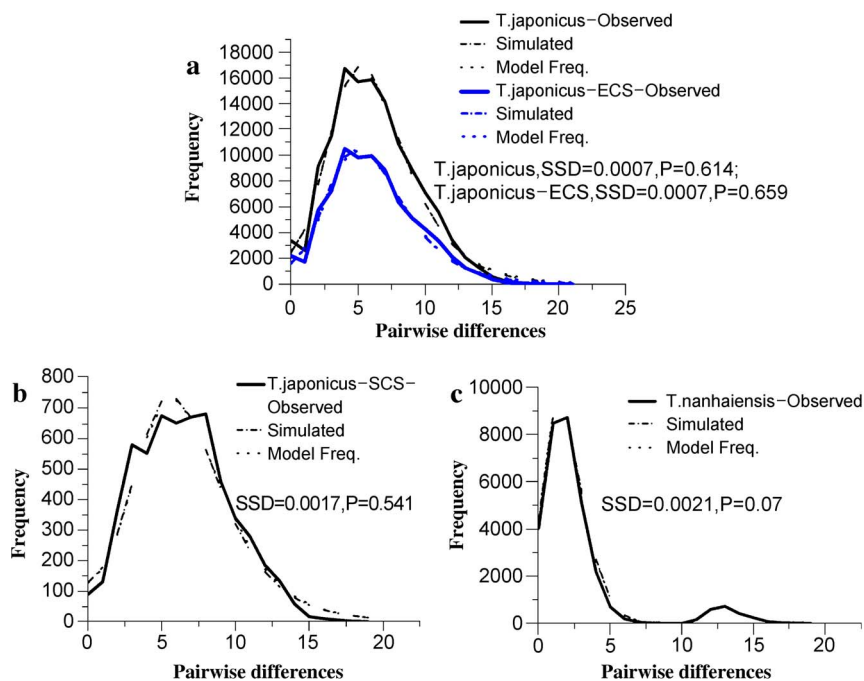 a
T.japonicus-Observed
Simulated
Model Freq.
T.japonicus-ECS-Observed
Simulated
Model Freq.
T.japonicus,SSD=0.0007,P=0.614;
T.japonicus-ECS,SSD=0.0007,P=0.659
Frequency
18000
16000
14000
12000
10000
8000
6000
4000
2000
0
0 5 10 15 20 25
Pairwise differences
b
T.japonicus-SCS-
Observed
Simulated
Model Freq.
SSD=0.0017,P=0.541
Frequency
800
700
600
500
400
300
200
100
0
0 5 10 15 20
Pairwise differences
c
T.nanhaiensis-Observed
Simulated
Model Freq.
SSD=0.0021,P=0.07
Frequency
10000
8000
6000
4000
2000
0
0 5 10 15 20
Pairwise differences